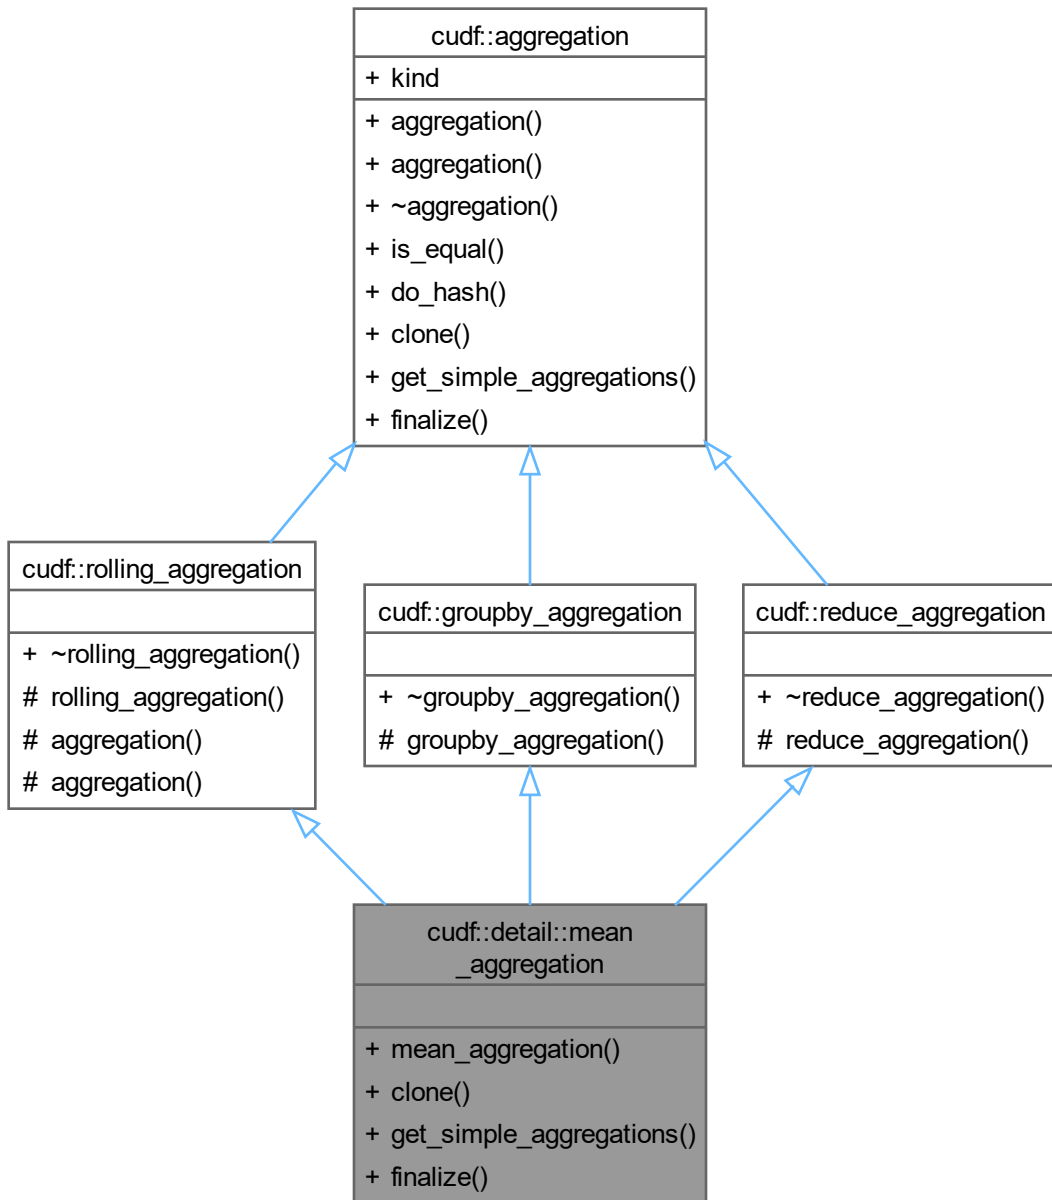 cudf::aggregation
+ kind
+ aggregation()
+ aggregation()
+ ~aggregation()
+ is_equal()
+ do_hash()
+ clone()
+ get_simple_aggregations()
+ finalize()
cudf::rolling_aggregation
+ ~rolling_aggregation()
# rolling_aggregation()
# aggregation()
# aggregation()
cudf::groupby_aggregation
+ ~groupby_aggregation()
# groupby_aggregation()
cudf::reduce_aggregation
+ ~reduce_aggregation()
# reduce_aggregation()
cudf::detail::mean
_aggregation
+ mean_aggregation()
+ clone()
+ get_simple_aggregations()
+ finalize()